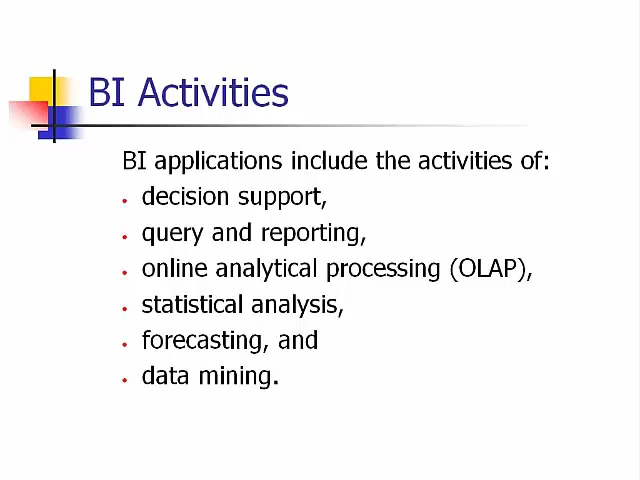 BI Activities
BI applications include the activities of:
• decision support,
• query and reporting,
• online analytical processing (OLAP),
• statistical analysis,
• forecasting, and
• data mining.